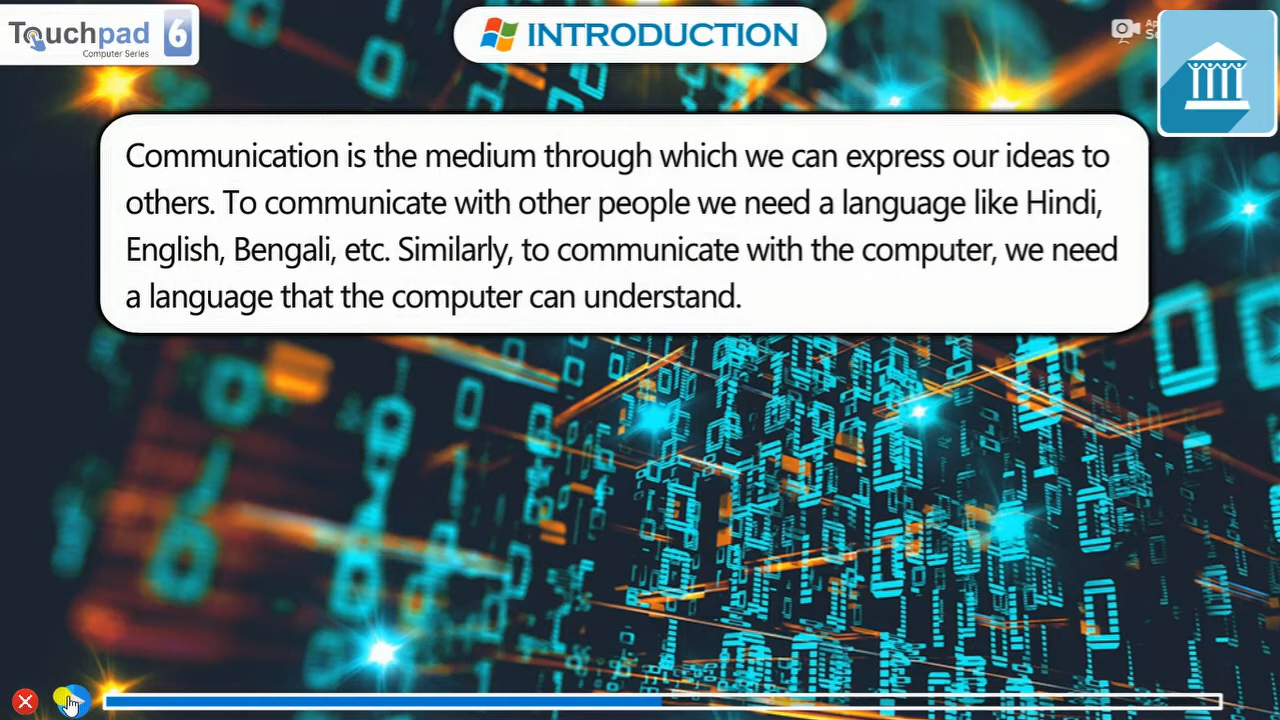 Touchpad 6
Computer Series
INTRODUCTION
Communication is the medium through which we can express our ideas to
others. To communicate with other people we need a language like Hindi,
English, Bengali, etc. Similarly, to communicate with the computer, we need
a language that the computer can understand.